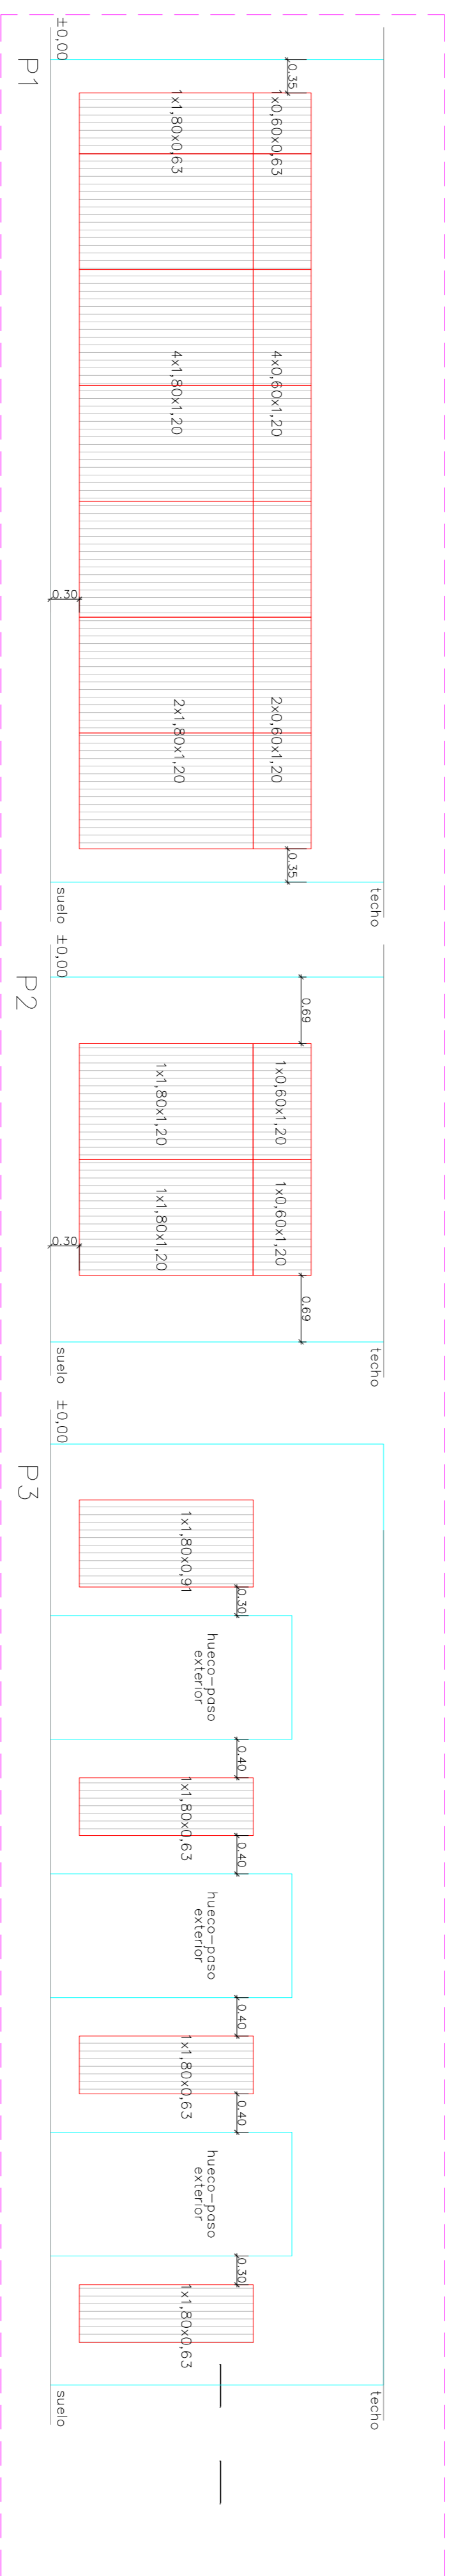 ±0,00
P1
0.35
1x0,60x0,63
1x1,80x0,63
4x0,60x1,20
4x1,80x1,20
0.30
2x0,60x1,20
2x1,80x1,20
0.35
techo
suelo
±0,00
P2
0.69
1x0,60x1,20
1x1,80x1,20
1x0,60x1,20
1x1,80x1,20
0.30
0.69
techo
suelo
±0,00
P3
1x1,80x0,91
0.30
hueco-paso
exterior
0.40
1x1,80x0,63
0.40
hueco-paso
exterior
0.40
1x1,80x0,63
0.40
hueco-paso
exterior
0.30
1x1,80x0,63
techo
suelo